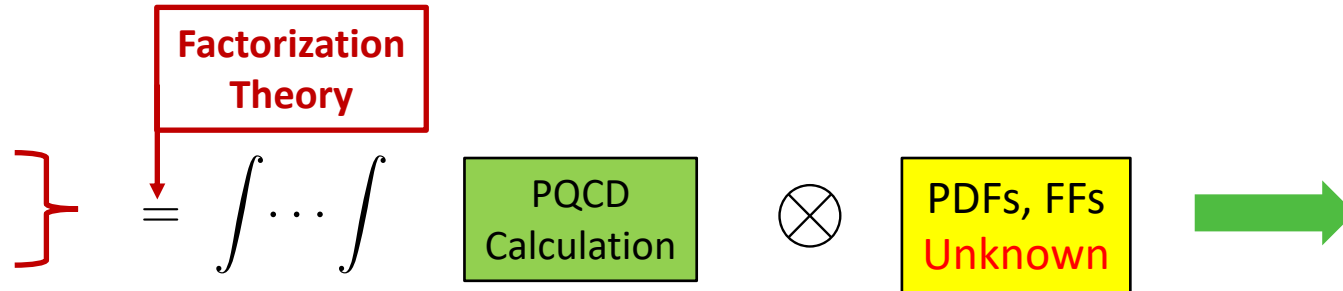 Factorization
Theory
= ∫ ⋯ ∫
PQCD
Calculation
⊗
PDFs, FFs
Unknown